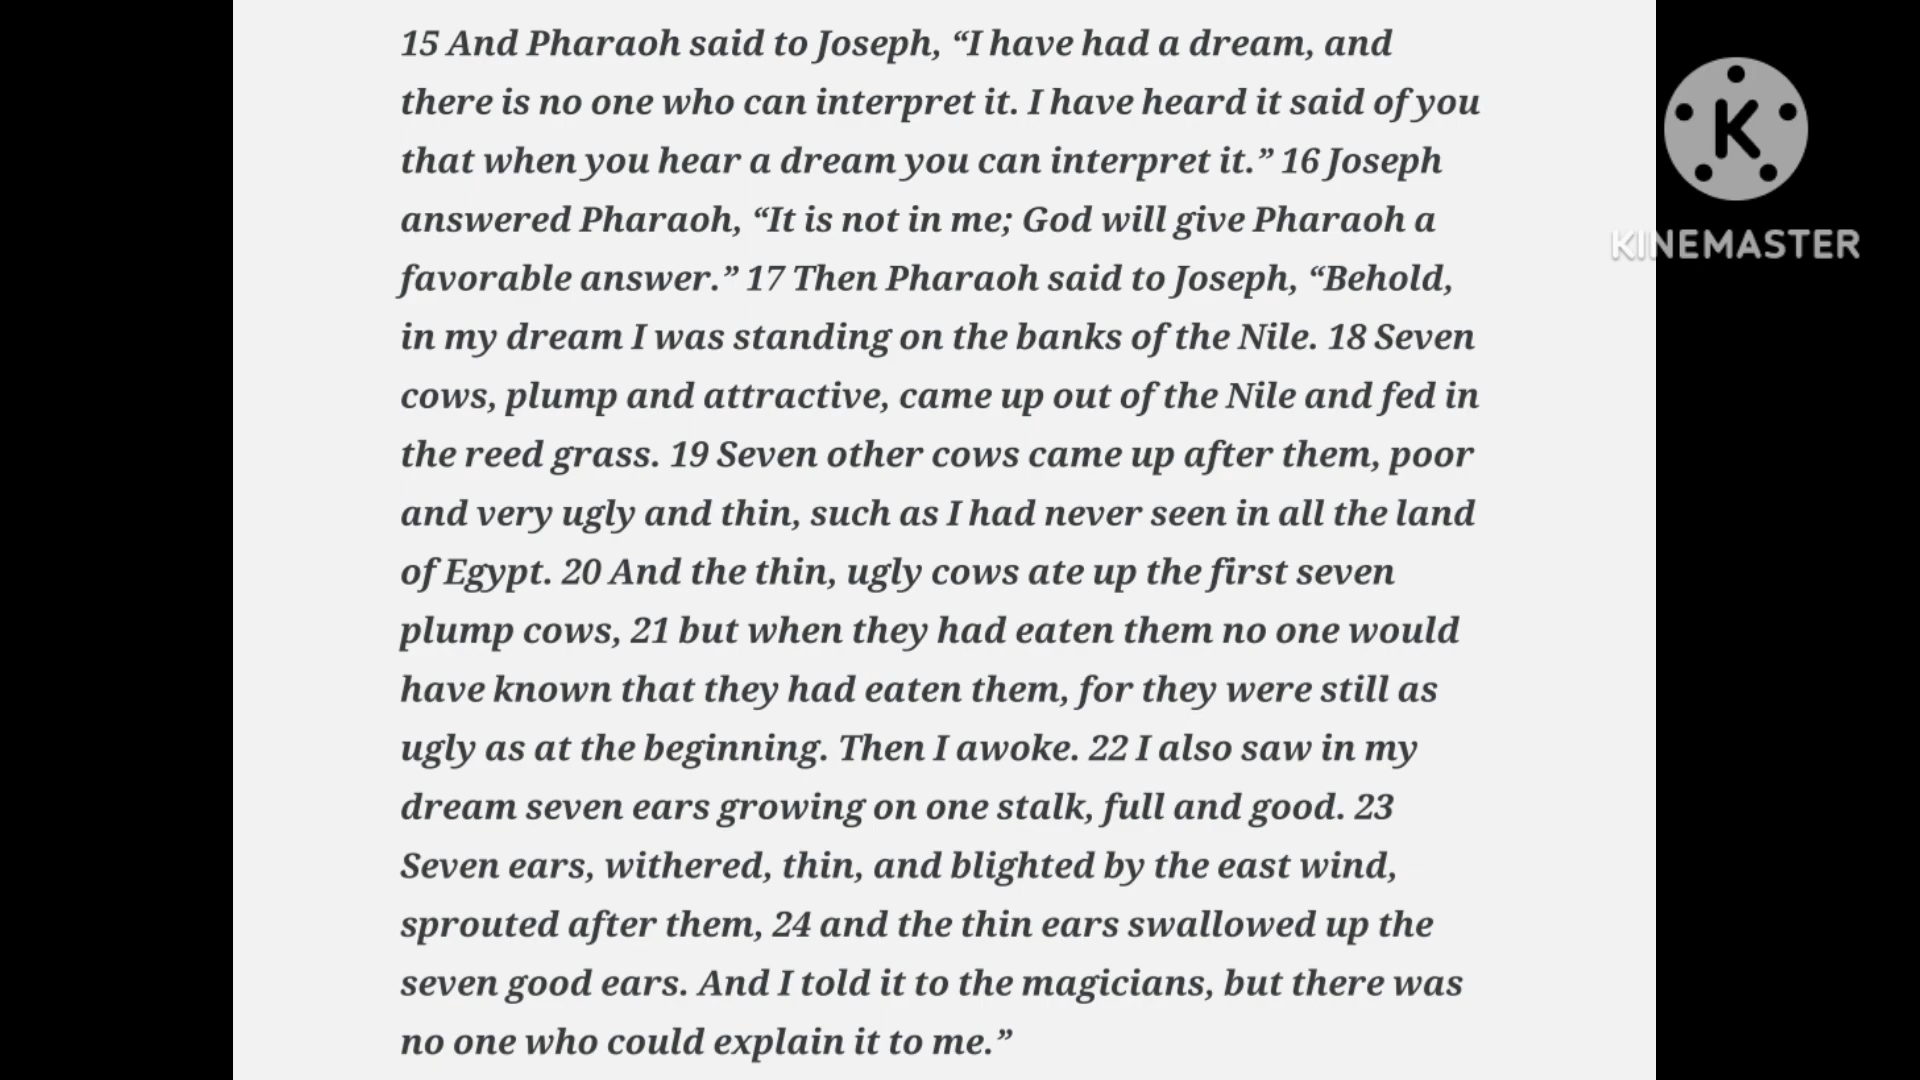 15 And Pharaoh said to Joseph, “I have had a dream, and
there is no one who can interpret it. I have heard it said of you
that when you hear a dream you can interpret it.” 16 Joseph
answered Pharaoh, “It is not in me; God will give Pharaoh a
favorable answer.” 17 Then Pharaoh said to Joseph, “Behold,
in my dream I was standing on the banks of the Nile. 18 Seven
cows, plump and attractive, came up out of the Nile and fed in
the reed grass. 19 Seven other cows came up after them, poor
and very ugly and thin, such as I had never seen in all the land
of Egypt. 20 And the thin, ugly cows ate up the first seven
plump cows, 21 but when they had eaten them no one would
have known that they had eaten them, for they were still as
ugly as at the beginning. Then I awoke. 22 I also saw in my
dream seven ears growing on one stalk, full and good. 23
Seven ears, withered, thin, and blighted by the east wind,
sprouted after them, 24 and the thin ears swallowed up the
seven good ears. And I told it to the magicians, but there was
no one who could explain it to me.”
K
KINEMASTER